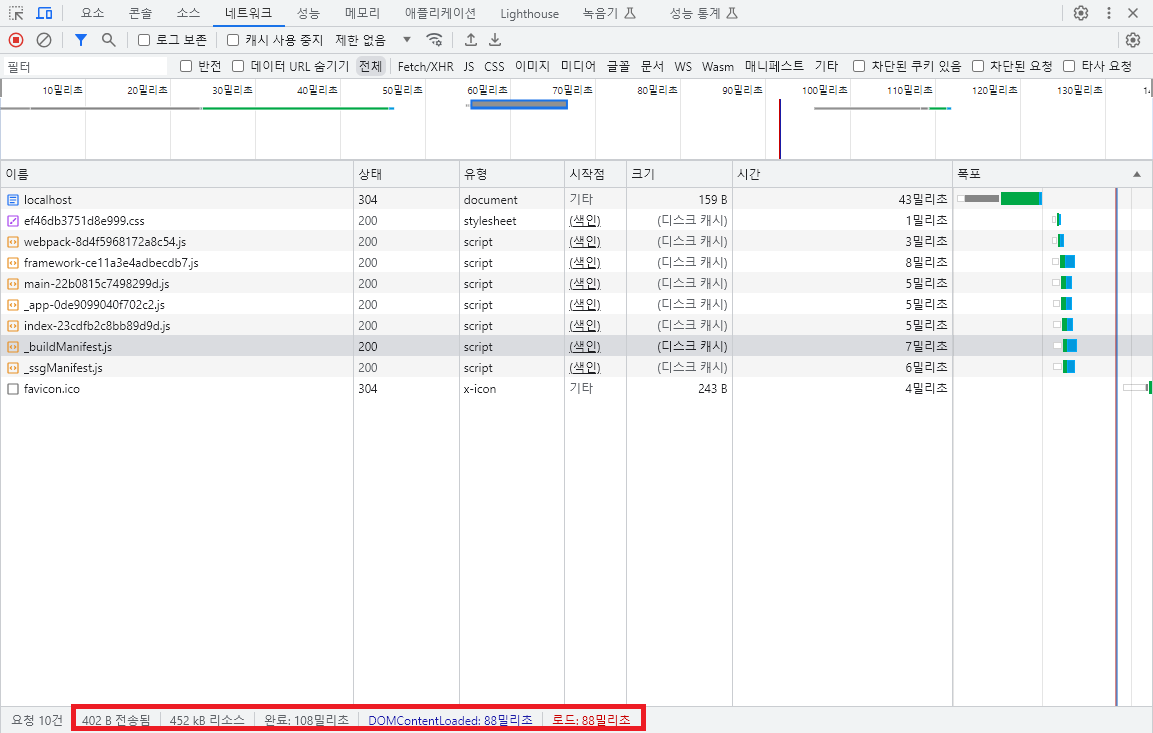 요소 콘솔 소스 네트워크 성능 메모리 애플리케이션 Lighthouse 녹음기 성능 통계
로그 보존 캐시 사용 중지 제한 없음
필터 반전 데이터 URL 숨기기 전체 Fetch/XHR JS CSS 이미지 미디어 글꼴 문서 WS Wasm 매니페스트 기타 차단된 쿠키 있음 차단된 요청 타사 요청
10밀리초 20밀리초 30밀리초 40밀리초 50밀리초 60밀리초 70밀리초 80밀리초 90밀리초 100밀리초 110밀리초 120밀리초 130밀리초
이름 상태 유형 시작점 크기 시간 폭포
localhost 304 document 기타 159 B 43밀리초
ef46db3751d8e999.css 200 stylesheet (색인) (디스크 캐시) 1밀리초
webpack-8d4f5968172a8c54.js 200 script (색인) (디스크 캐시) 3밀리초
framework-ce11a3e4adbecdb7.js 200 script (색인) (디스크 캐시) 8밀리초
main-22b0815c7498299d.js 200 script (색인) (디스크 캐시) 5밀리초
_app-0de9099040f702c2.js 200 script (색인) (디스크 캐시) 5밀리초
index-23cdfb2c8bb89d9d.js 200 script (색인) (디스크 캐시) 5밀리초
_buildManifest.js 200 script (색인) (디스크 캐시) 7밀리초
_ssgManifest.js 200 script (색인) (디스크 캐시) 6밀리초
favicon.ico 304 x-icon 기타 243 B 4밀리초
요청 10건 402 B 전송됨 452 kB 리소스 완료: 108밀리초 DOMContentLoaded: 88밀리초 로드: 88밀리초